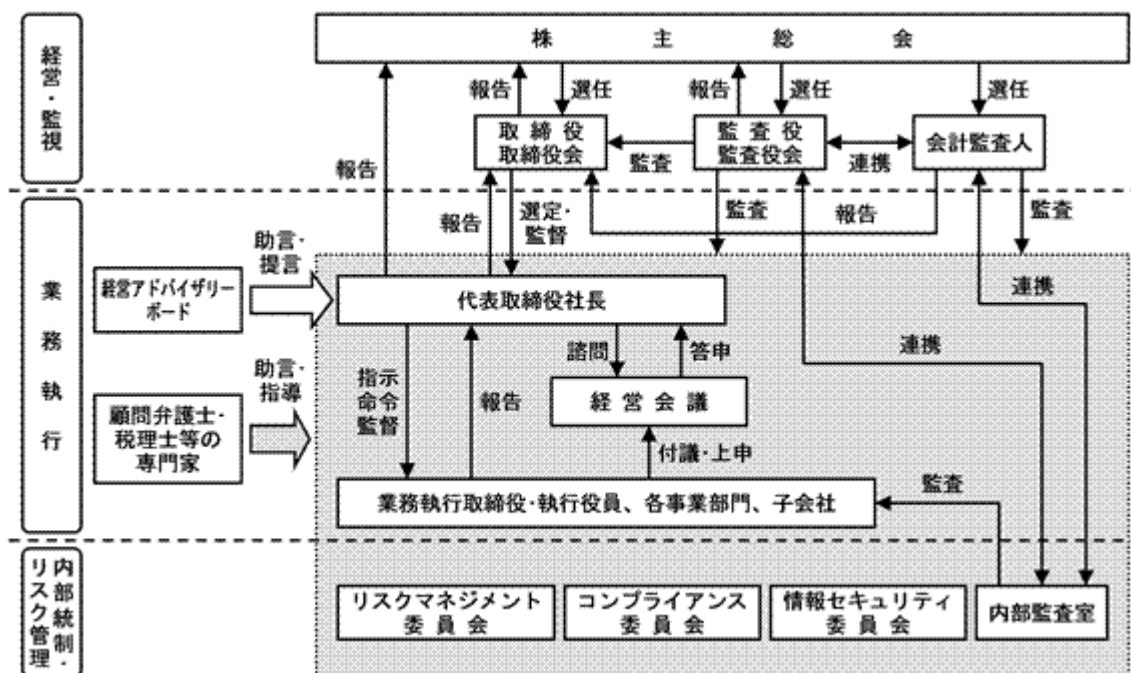 経営・監視
株主総会
報告
選任
報告
選任
選任
取締役
取締役会
監査
監査役
監査役会
連携
会計監査人
報告
報告
選定・
監督
監査
報告
監査
業務執行
助言・
提言
経営アドバイザリー
ボード
代表取締役社長
連携
諮問
答申
連携
助言・
指導
指示
命令
監督
報告
経営会議
顧問弁護士・
税理士等の
専門家
付議・上申
業務執行取締役・執行役員、各事業部門、子会社
監査
内部統制・
リスク管理
リスクマネジメント
委員会
コンプライアンス
委員会
情報セキュリティ
委員会
内部監査室